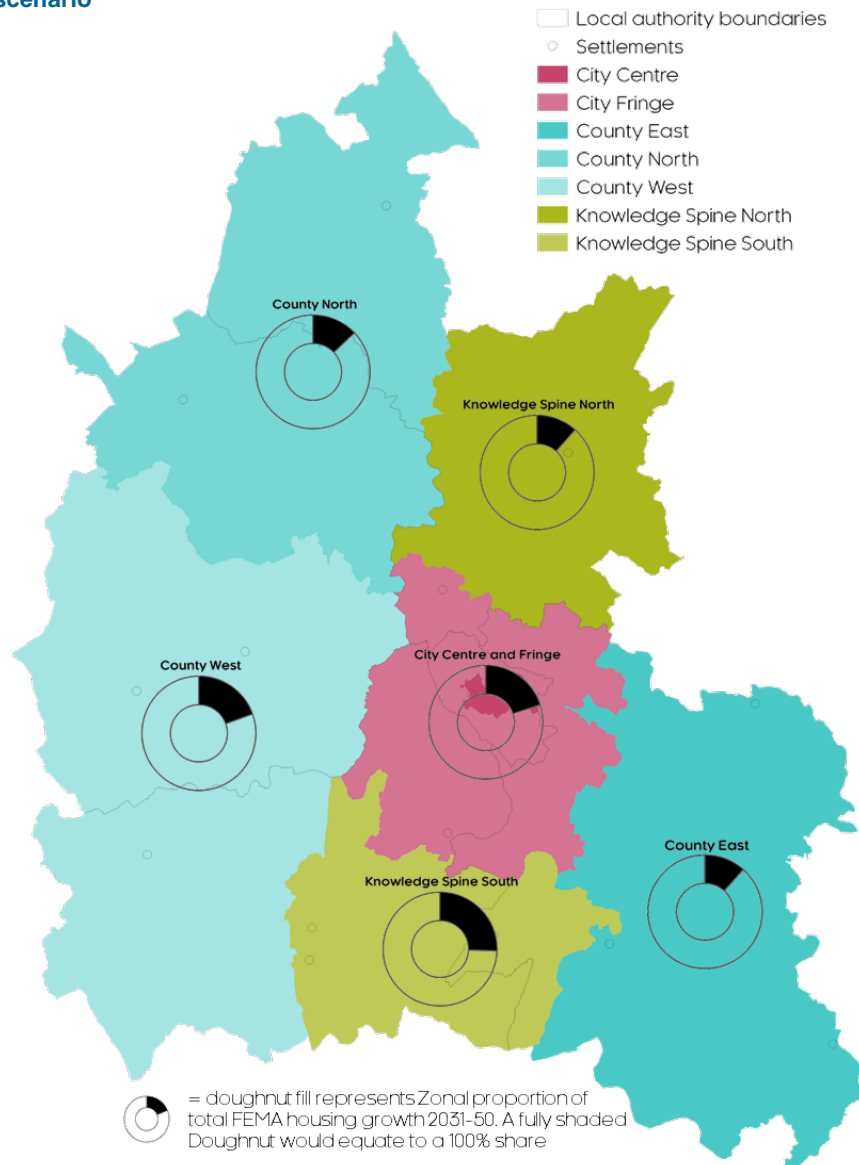 scenario
Local authority boundaries
Settlements
City Centre
City Fringe
County East
County North
County West
Knowledge Spine North
Knowledge Spine South
County North
Knowledge Spine North
City Centre and Fringe
County West
County East
Knowledge Spine South
= doughnut fill represents Zonal proportion of
total FEMA housing growth 2031-50. A fully shaded
Doughnut would equate to a 100% share